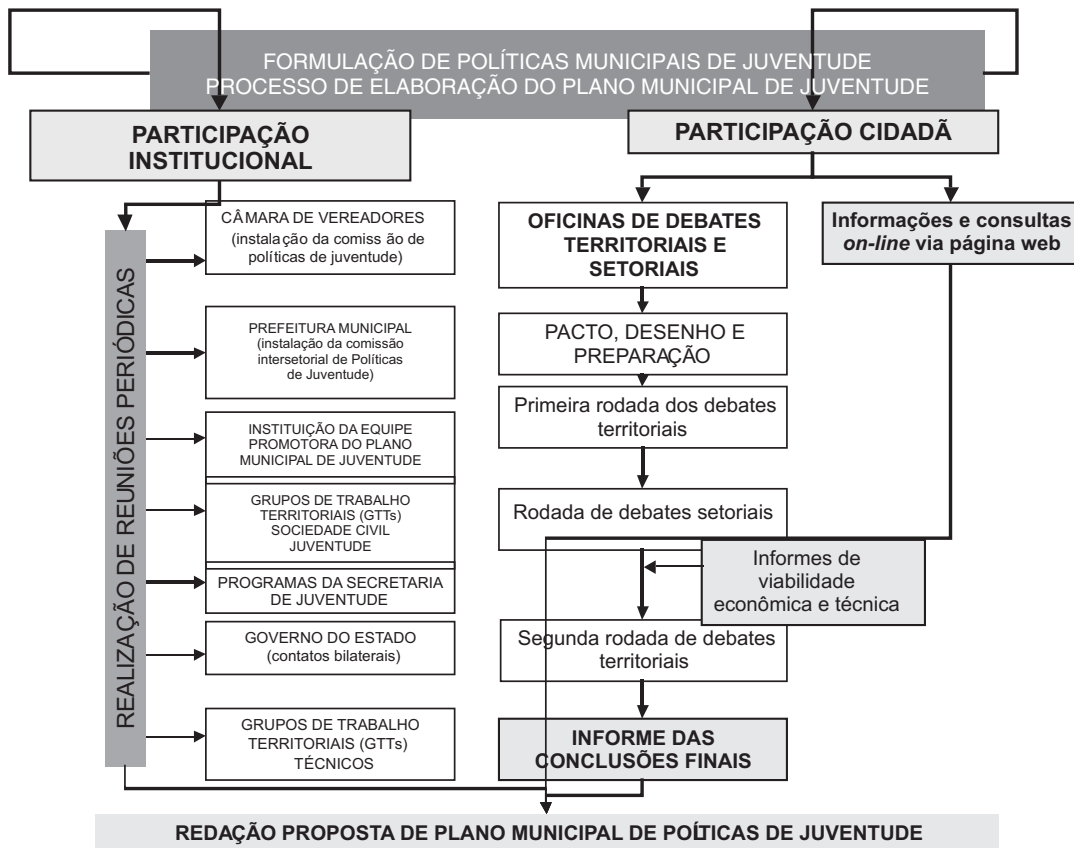 FORMULAÇÃO DE POLÍTICAS MUNICIPAIS DE JUVENTUDE
PROCESSO DE ELABORAÇÃO DO PLANO MUNICIPAL DE JUVENTUDE
PARTICIPAÇÃO
INSTITUCIONAL
REALIZAÇÃO DE REUNIÕES PERIÓDICAS
CÂMARA DE VEREADORES
(instalação da comiss ão de
políticas de juventude)
PREFEITURA MUNICIPAL
(instalação da comissão
intersetorial de Políticas
de Juventude)
INSTITUIÇÃO DA EQUIPE
PROMOTORA DO PLANO
MUNICIPAL DE JUVENTUDE
GRUPOS DE TRABALHO
TERRITORIAIS (GTTs)
SOCIEDADE CIVIL
JUVENTUDE
PROGRAMAS DA SECRETARIA
DE JUVENTUDE
GOVERNO DO ESTADO
(contatos bilaterais)
GRUPOS DE TRABALHO
TERRITORIAIS (GTTs)
TÉCNICOS
PARTICIPAÇÃO CIDADÃ
OFICINAS DE DEBATES
TERRITORIAIS E
SETORIAIS
PACTO, DESENHO E
PREPARAÇÃO
Primeira rodada dos debates
territoriais
Rodada de debates setoriais
Informes de
viabilidade
econômica e técnica
Segunda rodada de debates
territoriais
INFORME DAS
CONCLUSÕES FINAIS
Informações e consultas
on-line via página web
REDAÇÃO PROPOSTA DE PLANO MUNICIPAL DE POÍTICAS DE JUVENTUDE